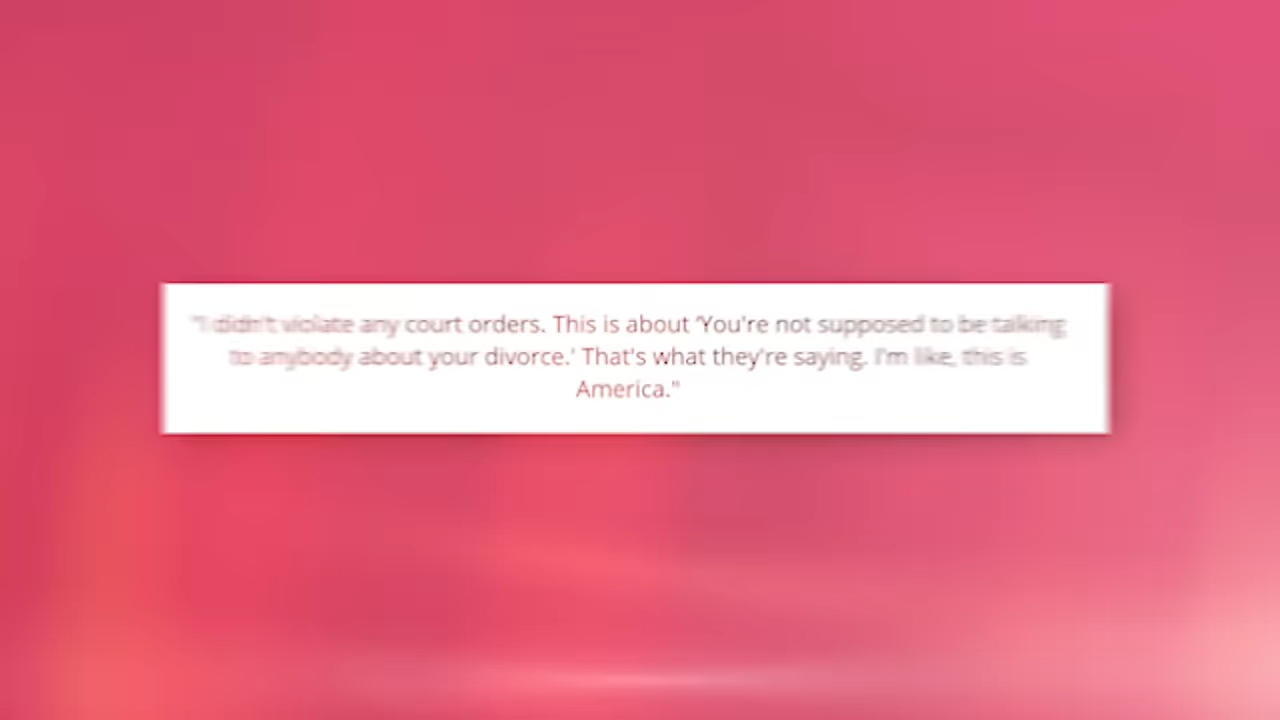 "I didn't violate any court orders. This is about 'You're not supposed to be talking
to anybody about your divorce.' That's what they're saying. I'm like, this is
America."